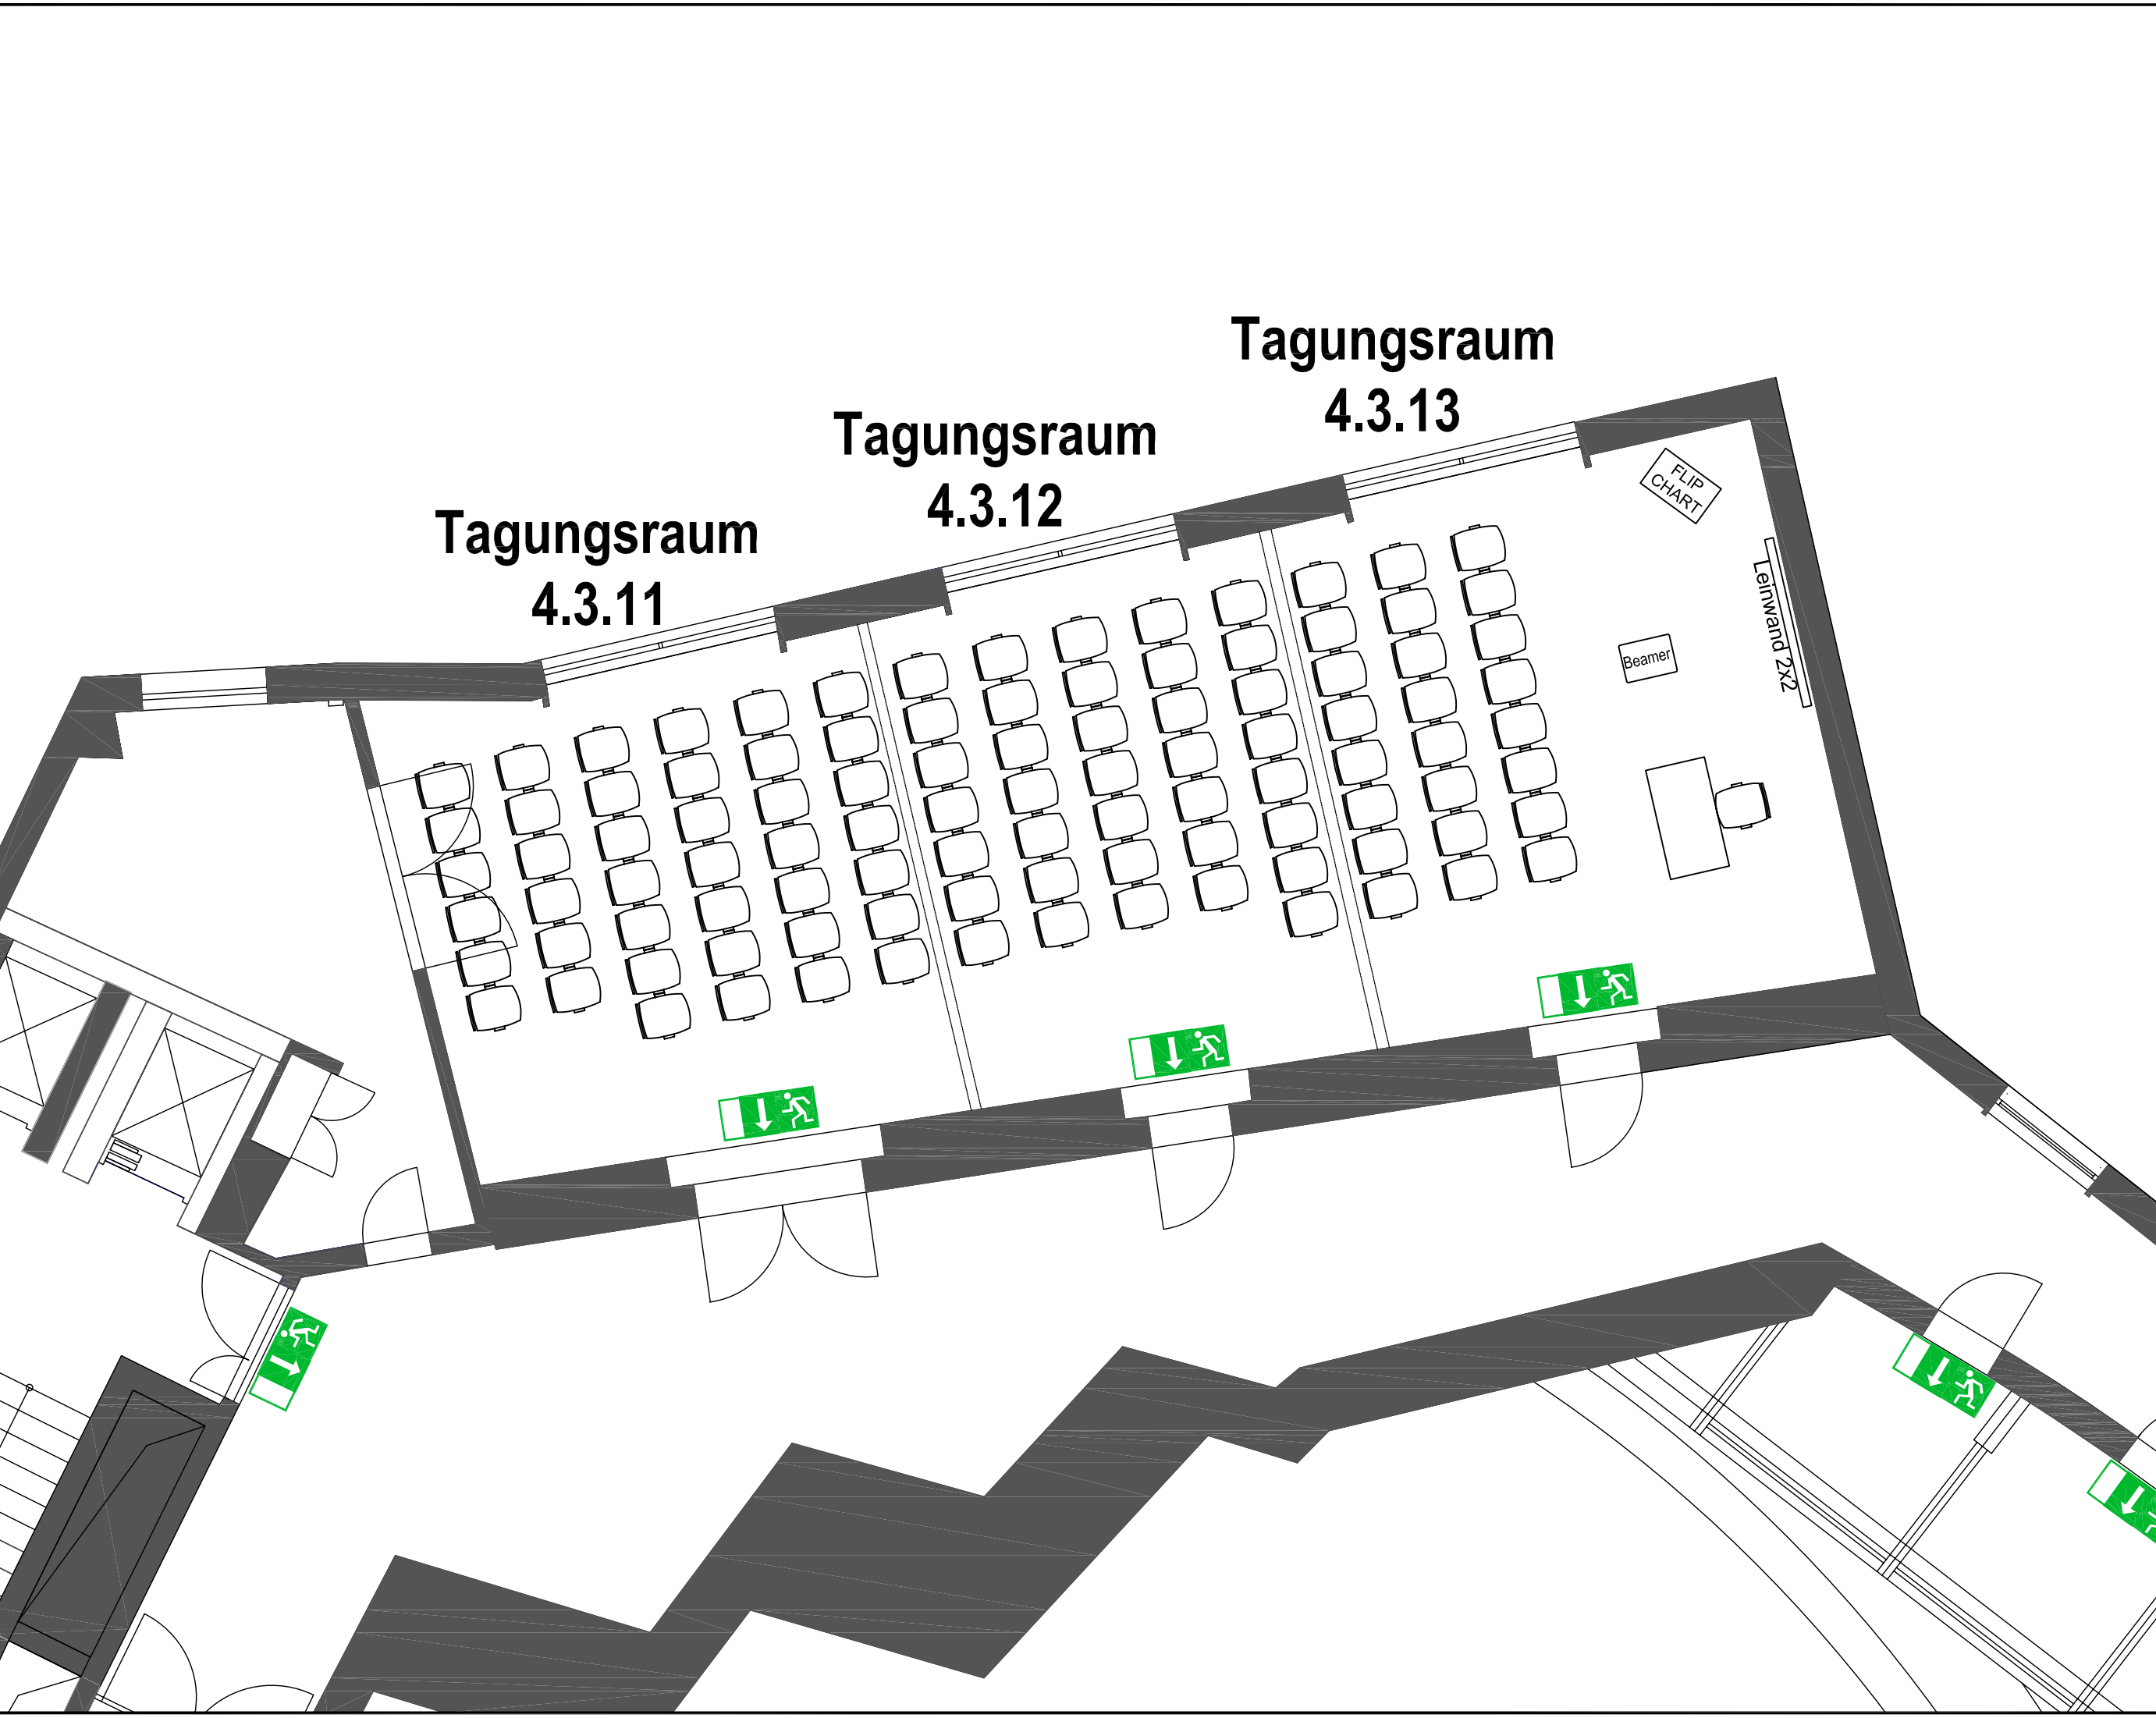 Tagungsraum
4.3.13
Tagungsraum
4.3.12
Tagungsraum
4.3.11
FLIP
CHART
Leinwand 2x2
Beamer